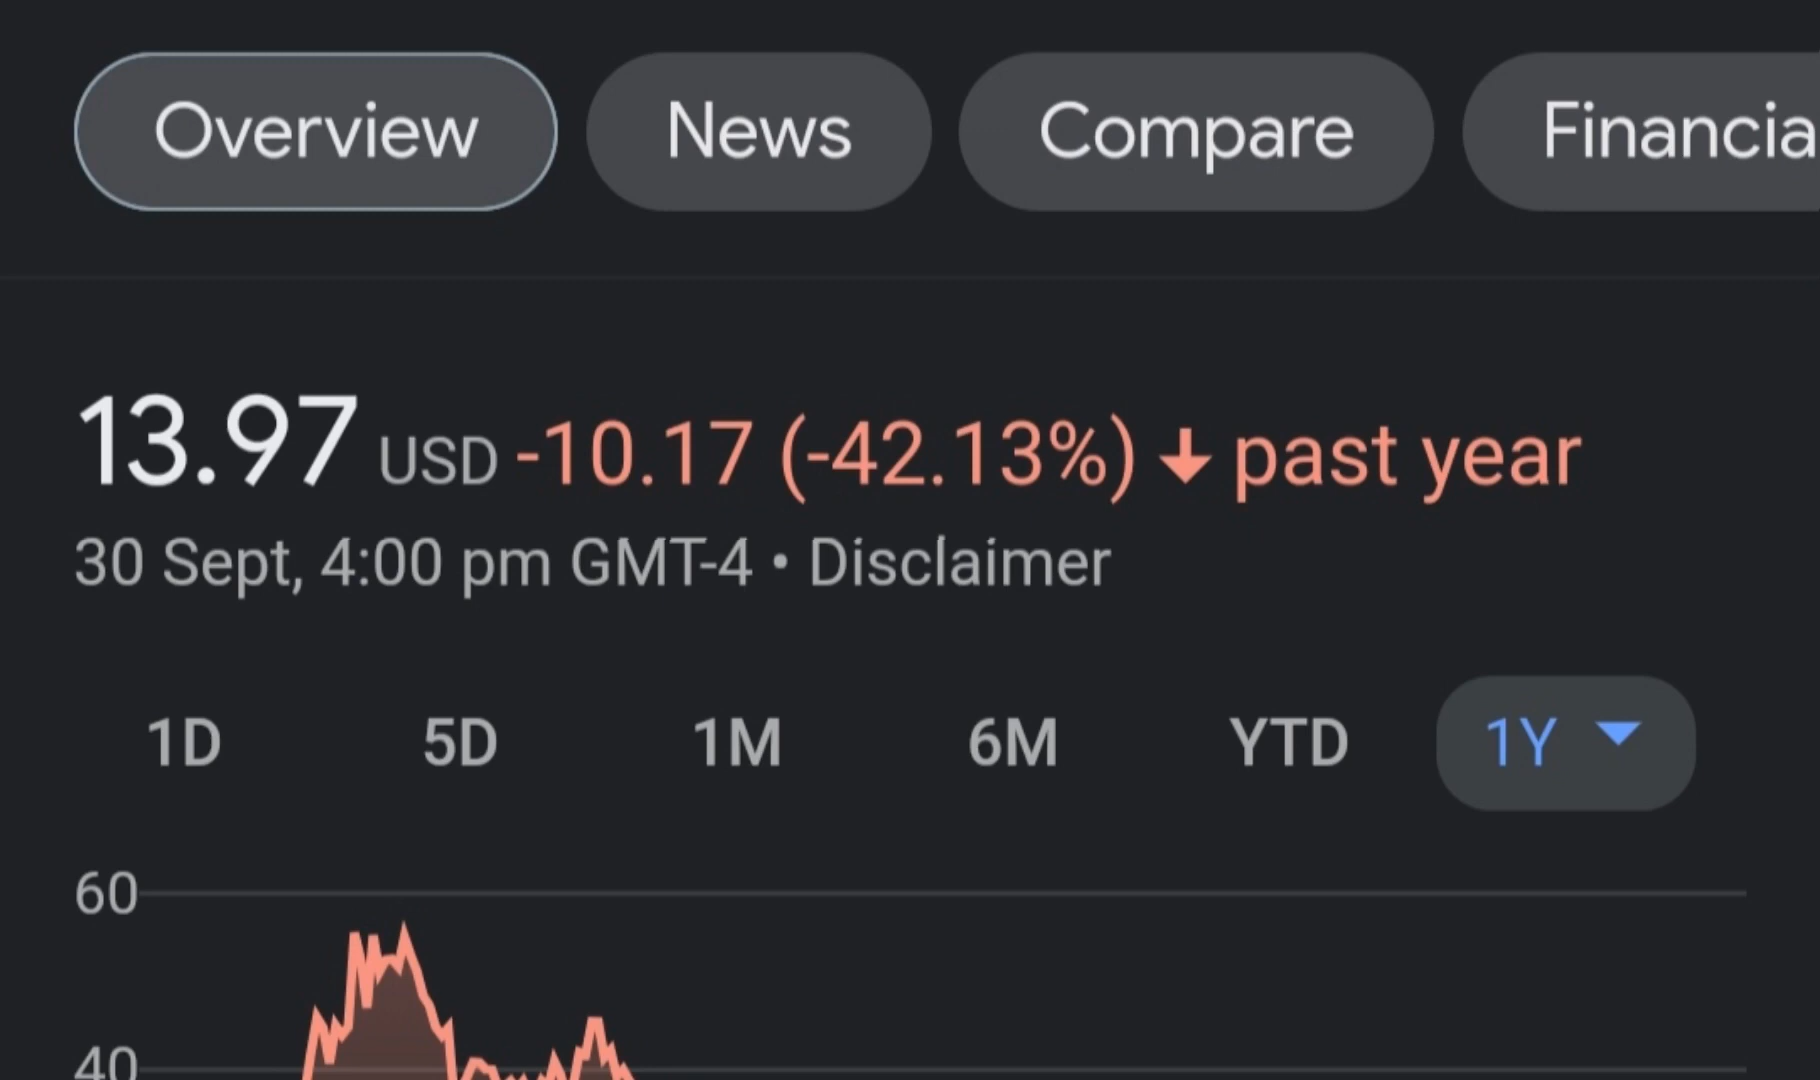 Overview News Compare Financia
13.97 USD -10.17 (-42.13%) ↓ past year
30 Sept, 4:00 pm GMT-4 • Disclaimer
1D 5D 1M 6M YTD 1Y
60
40